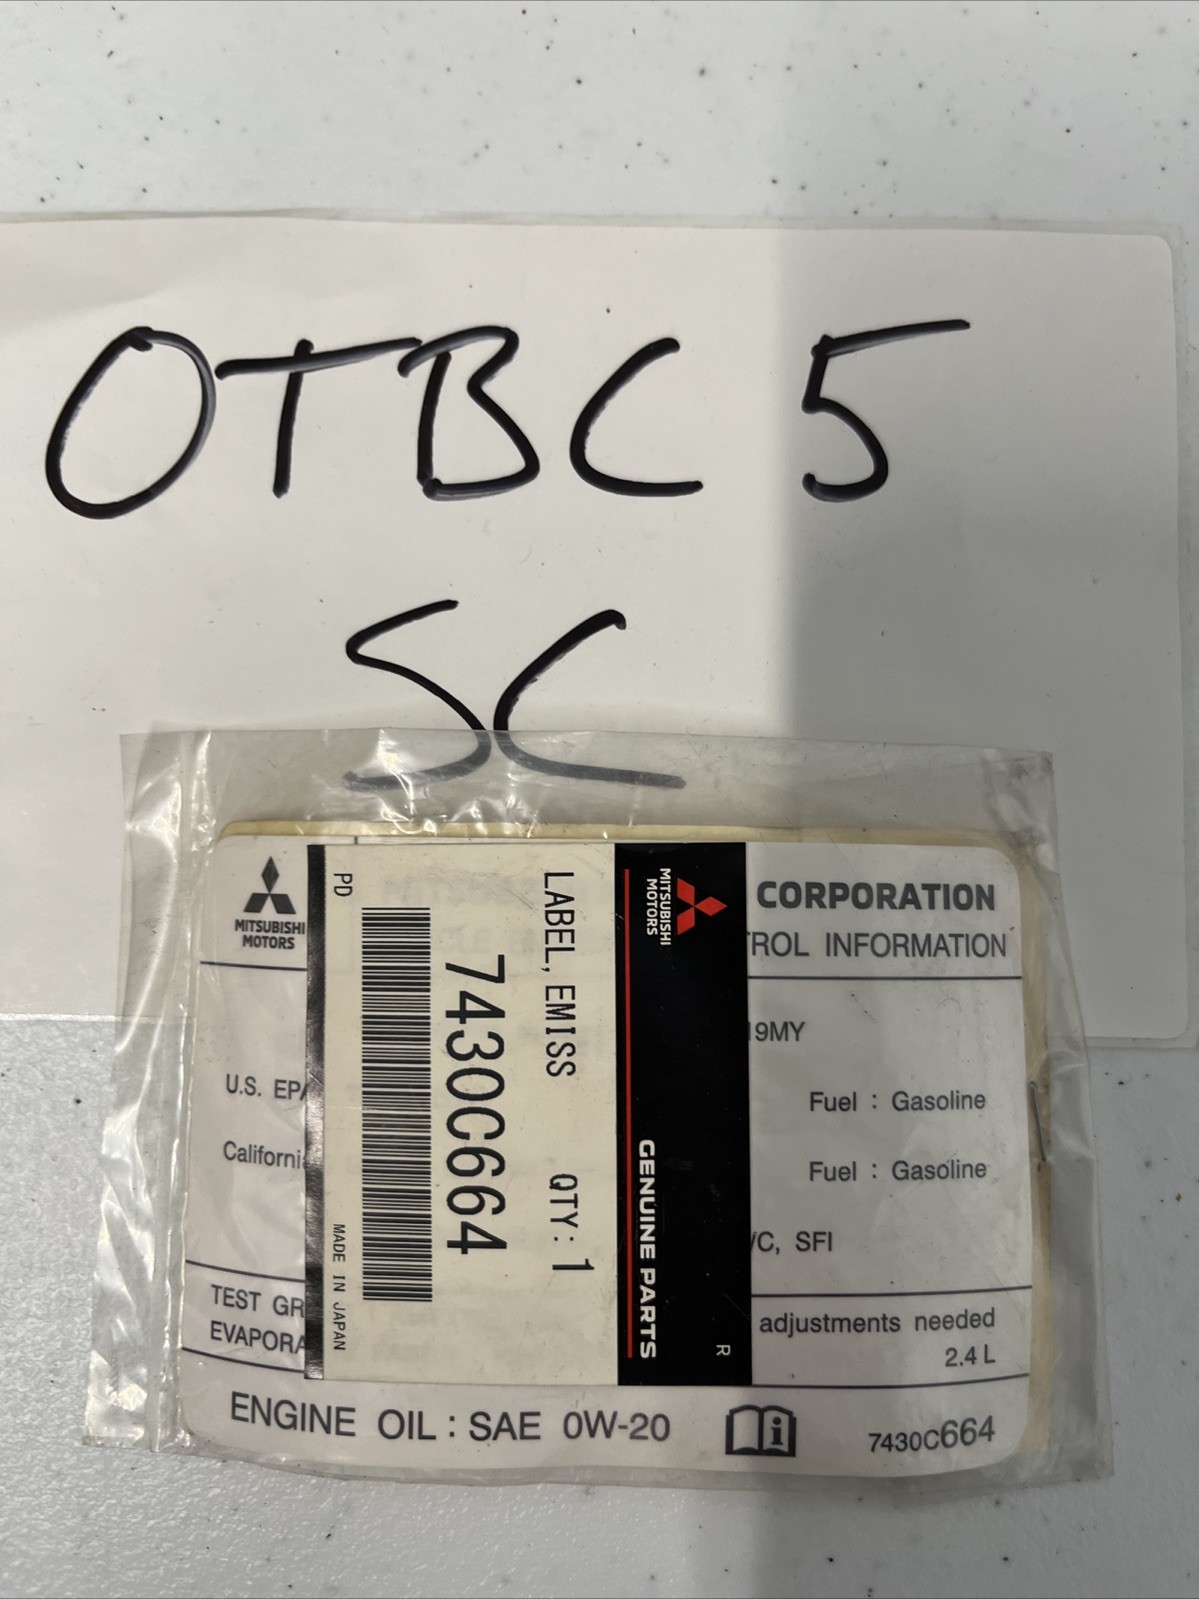 OTBC 5
SC
MITSUBISHI
MOTORS
CORPORATION
TROL INFORMATION
19MY
U.S. EPA
Fuel : Gasoline
California
Fuel : Gasoline
/C, SFI
TEST GR
adjustments needed
EVAPORA
2.4 L
ENGINE OIL : SAE 0W-20
7430C664
MITSUBISHI
MOTORS
GENUINE PARTS
R
LABEL, EMISS QTY: 1
7430C664
PD
MADE IN JAPAN